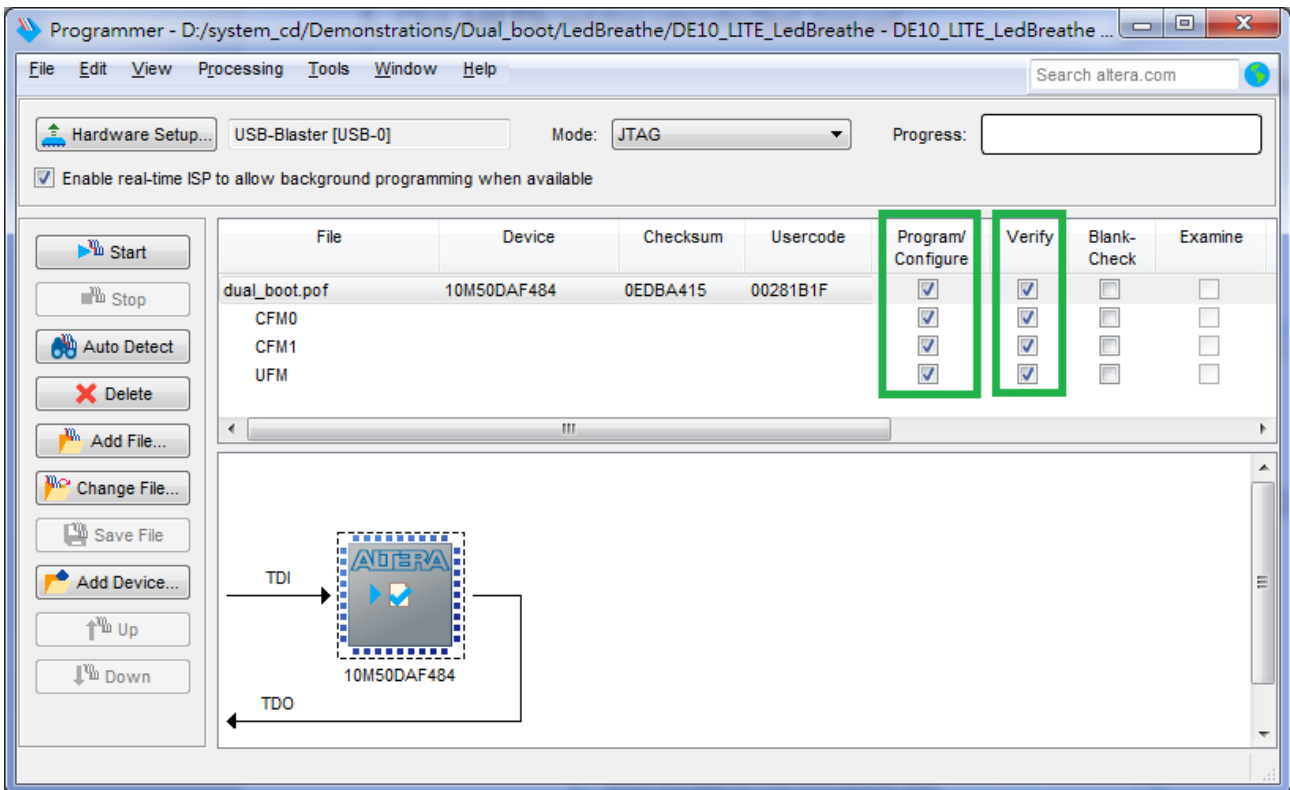 Programmer - D:/system_cd/Demonstrations/Dual_boot/LedBreathe/DE10_LITE_LedBreathe - DE10_LITE_LedBreathe ...
File Edit View Processing Tools Window Help
Search altera.com
Hardware Setup... USB-Blaster [USB-0] Mode: JTAG Progress:
Enable real-time ISP to allow background programming when available
Start
Stop
Auto Detect
Delete
Add File...
Change File...
Save File
Add Device...
Up
Down
File Device Checksum Usercode Program/ Configure Verify Blank- Check Examine
dual_boot.pof 10M50DAF484 0EDBA415 00281B1F
CFM0
CFM1
UFM
ALTERA
TDI
10M50DAF484
TDO